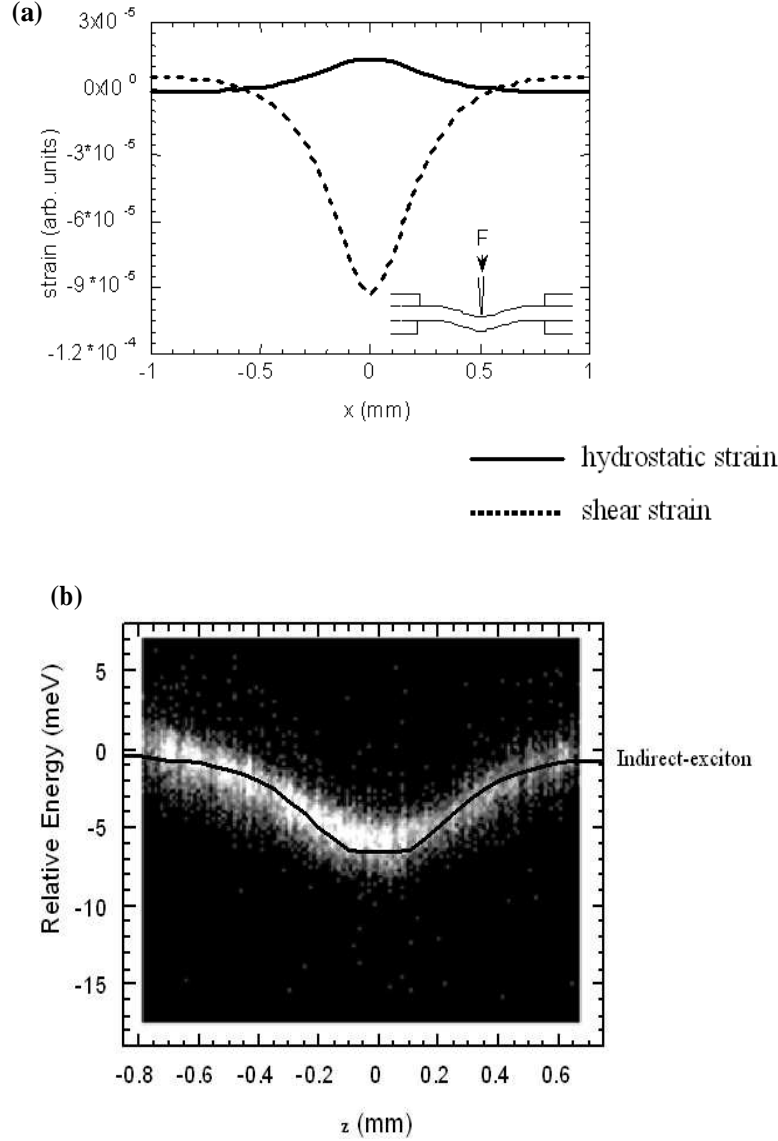 (a)
3x10 -5
0x10 0
-3*10 -5
-6*10 -5
-9*10 -5
-1.2*10 -4
strain (arb. units)
F
-1 -0.5 0 0.5 1
x (mm)
hydrostatic strain
shear strain
(b)
5
0
-5
-10
-15
Relative Energy (meV)
Indirect-exciton
-0.8 -0.6 -0.4 -0.2 0 0.2 0.4 0.6
z (mm)